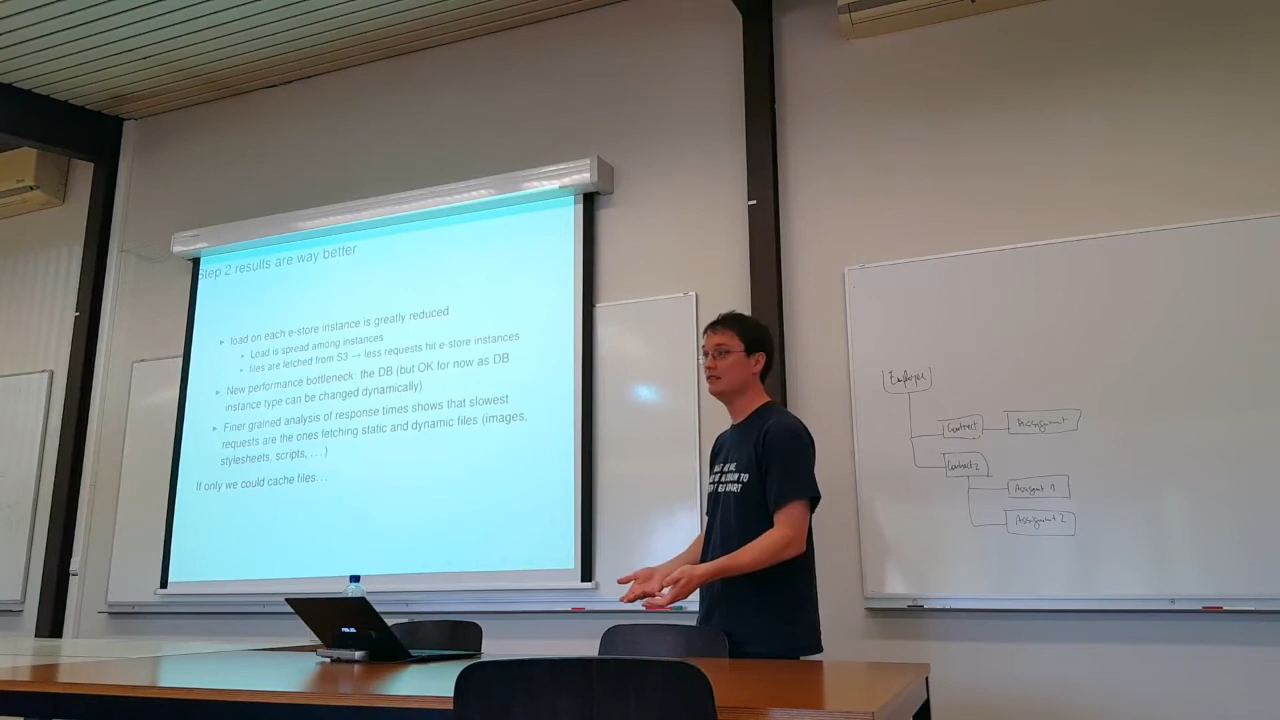 Step 2 results are way better
load on each e-store instance is greatly reduced
Load is spread among instances
files are fetched from S3 → less requests hit e-store instances
New performance bottleneck: the DB (but OK for now as DB
instance type can be changed dynamically)
Finer grained analysis of response times shows that slowest
requests are the ones fetching static and dynamic files (images,
stylesheets, scripts, ...)
If only we could cache files...
ASUS
Employee
Contract
Assignment
Contract 2
Assignment 2